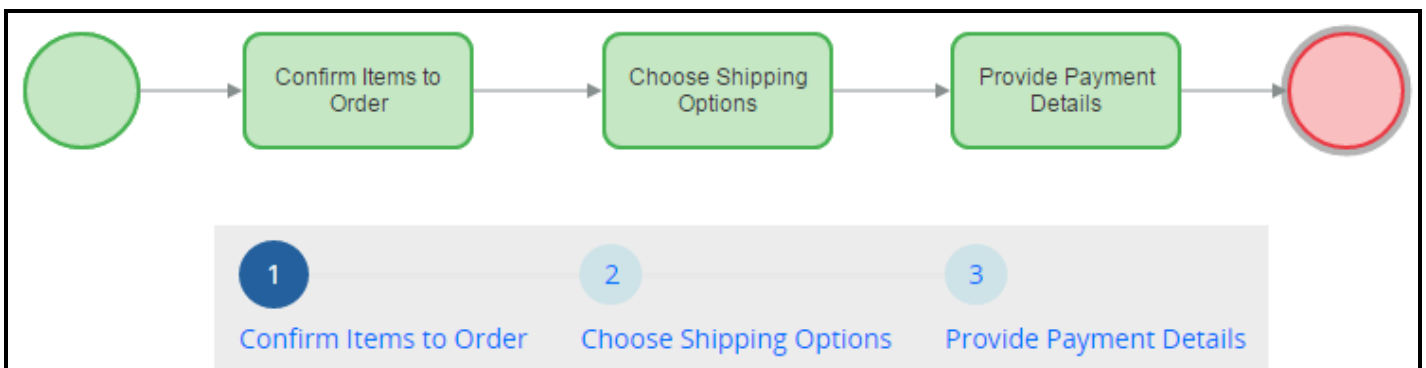 Confirm Items to
Order
Choose Shipping
Options
Provide Payment
Details
1
2
3
Confirm Items to Order
Choose Shipping Options
Provide Payment Details